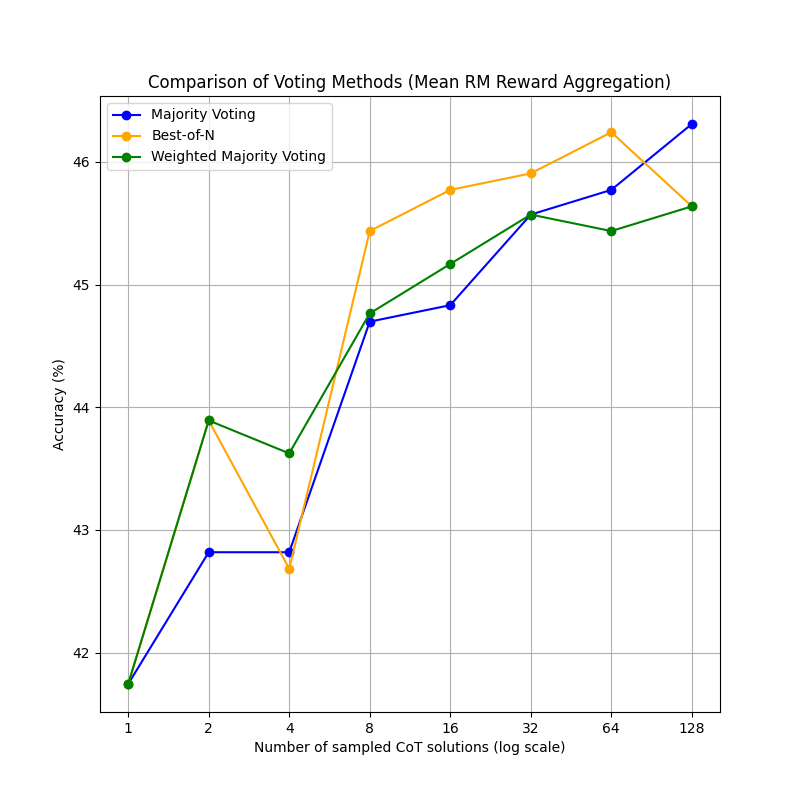 Comparison of Voting Methods (Mean RM Reward Aggregation)
Majority Voting
Best-of-N
Weighted Majority Voting
Accuracy (%)
46
45
44
43
42
1 2 4 8 16 32 64 128
Number of sampled CoT solutions (log scale)